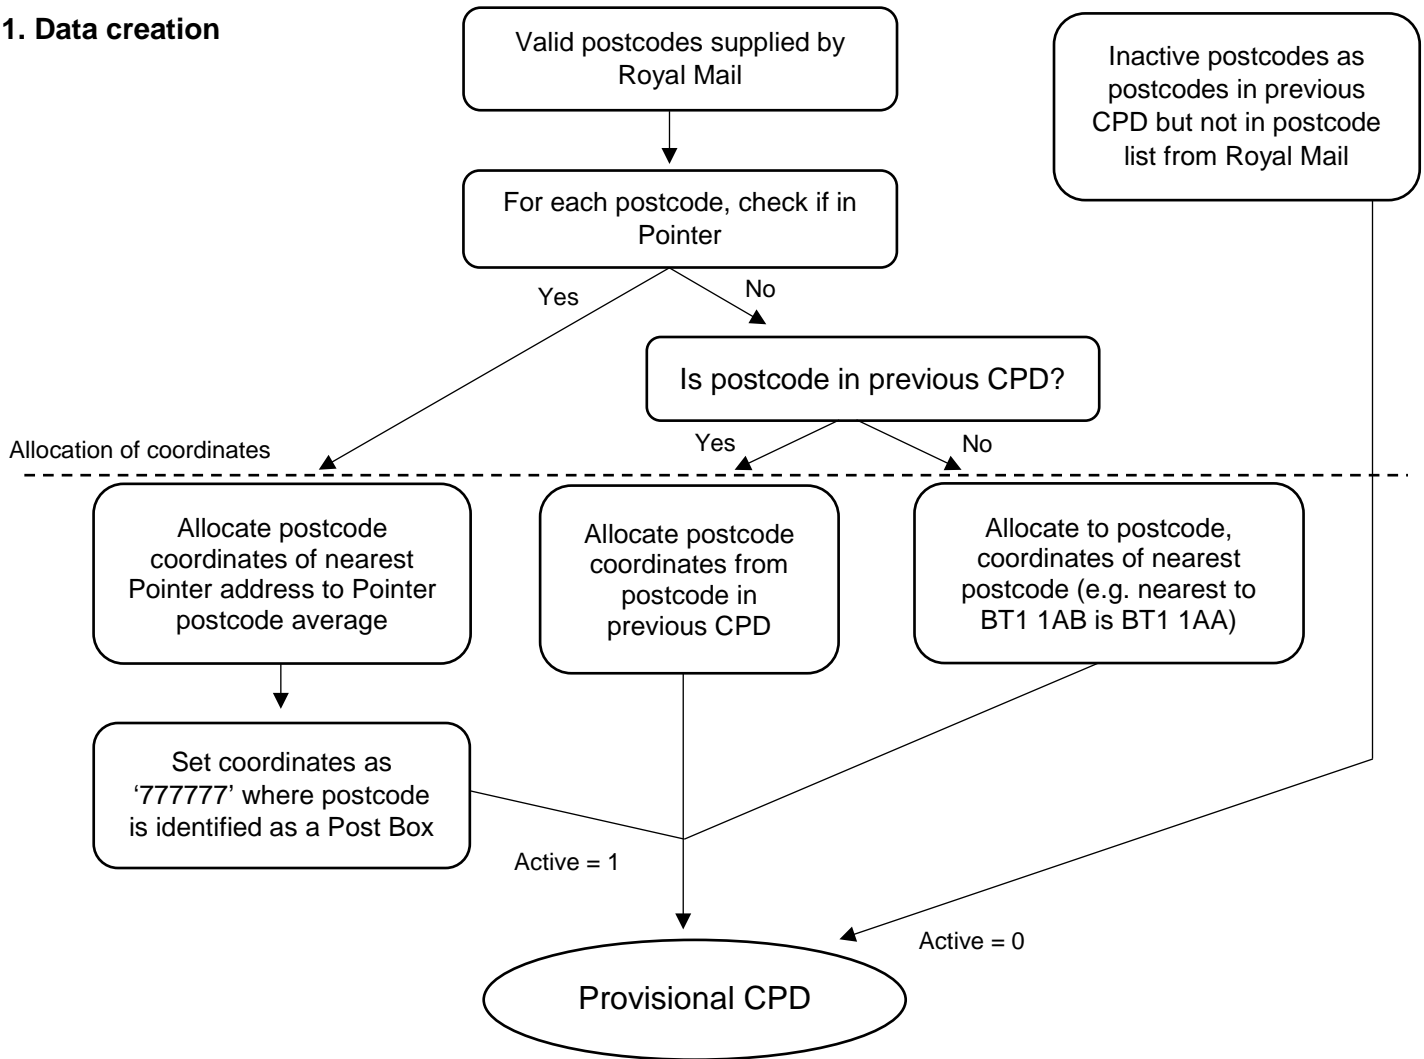 1. Data creation
Valid postcodes supplied by
Royal Mail
Inactive postcodes as
postcodes in previous
CPD but not in postcode
list from Royal Mail
For each postcode, check if in
Pointer
Yes
No
Is postcode in previous CPD?
Yes
No
Allocation of coordinates
Allocate postcode
coordinates of nearest
Pointer address to Pointer
postcode average
Allocate postcode
coordinates from
postcode in
previous CPD
Allocate to postcode,
coordinates of nearest
postcode (e.g. nearest to
BT1 1AB is BT1 1AA)
Set coordinates as
‘777777’ where postcode
is identified as a Post Box
Active = 1
Active = 0
Provisional CPD